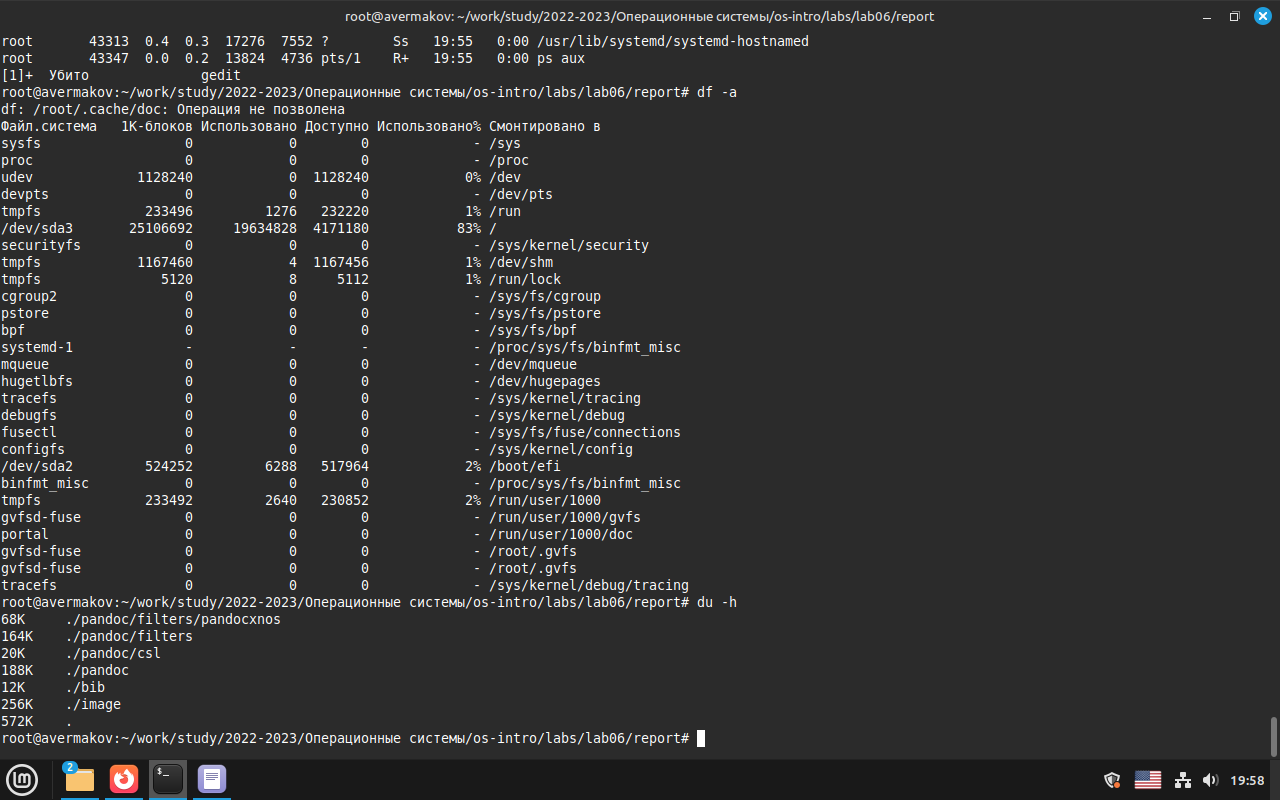 root@avermakov: ~/work/study/2022-2023/Операционные системы/os-intro/labs/lab06/report
root       43313  0.4  0.3  17276  7552 ?        Ss   19:55   0:00 /usr/lib/systemd/systemd-hostnamed
root       43347  0.0  0.2  13824  4736 pts/1    R+   19:55   0:00 ps aux
[1]+  Убито              gedit
root@avermakov:~/work/study/2022-2023/Операционные системы/os-intro/labs/lab06/report# df -a
df: /root/.cache/doc: Операция не позволена
Файл.система   1K-блоков Использовано Доступно Использовано% Смонтировано в
sysfs                  0            0        0             - /sys
proc                   0            0        0             - /proc
udev             1128240            0  1128240            0% /dev
devpts                 0            0        0             - /dev/pts
tmpfs             233496         1276   232220            1% /run
/dev/sda3       25106692     19634828  4171180           83% /
securityfs             0            0        0             - /sys/kernel/security
tmpfs            1167460            4  1167456            1% /dev/shm
tmpfs               5120            8     5112            1% /run/lock
cgroup2                0            0        0             - /sys/fs/cgroup
pstore                 0            0        0             - /sys/fs/pstore
bpf                    0            0        0             - /sys/fs/bpf
systemd-1              -            -        -             - /proc/sys/fs/binfmt_misc
mqueue                 0            0        0             - /dev/mqueue
hugetlbfs              0            0        0             - /dev/hugepages
tracefs                0            0        0             - /sys/kernel/tracing
debugfs                0            0        0             - /sys/kernel/debug
fusectl                0            0        0             - /sys/fs/fuse/connections
configfs               0            0        0             - /sys/kernel/config
/dev/sda2         524252         6288   517964            2% /boot/efi
binfmt_misc            0            0        0             - /proc/sys/fs/binfmt_misc
tmpfs             233492         2640   230852            2% /run/user/1000
gvfsd-fuse             0            0        0             - /run/user/1000/gvfs
portal                 0            0        0             - /run/user/1000/doc
gvfsd-fuse             0            0        0             - /root/.gvfs
gvfsd-fuse             0            0        0             - /root/.gvfs
tracefs                0            0        0             - /sys/kernel/debug/tracing
root@avermakov:~/work/study/2022-2023/Операционные системы/os-intro/labs/lab06/report# du -h
68K     ./pandoc/filters/pandocxnos
164K    ./pandoc/filters
20K     ./pandoc/csl
188K    ./pandoc
12K     ./bib
256K    ./image
572K    .
root@avermakov:~/work/study/2022-2023/Операционные системы/os-intro/labs/lab06/report#
2
$_
19:58